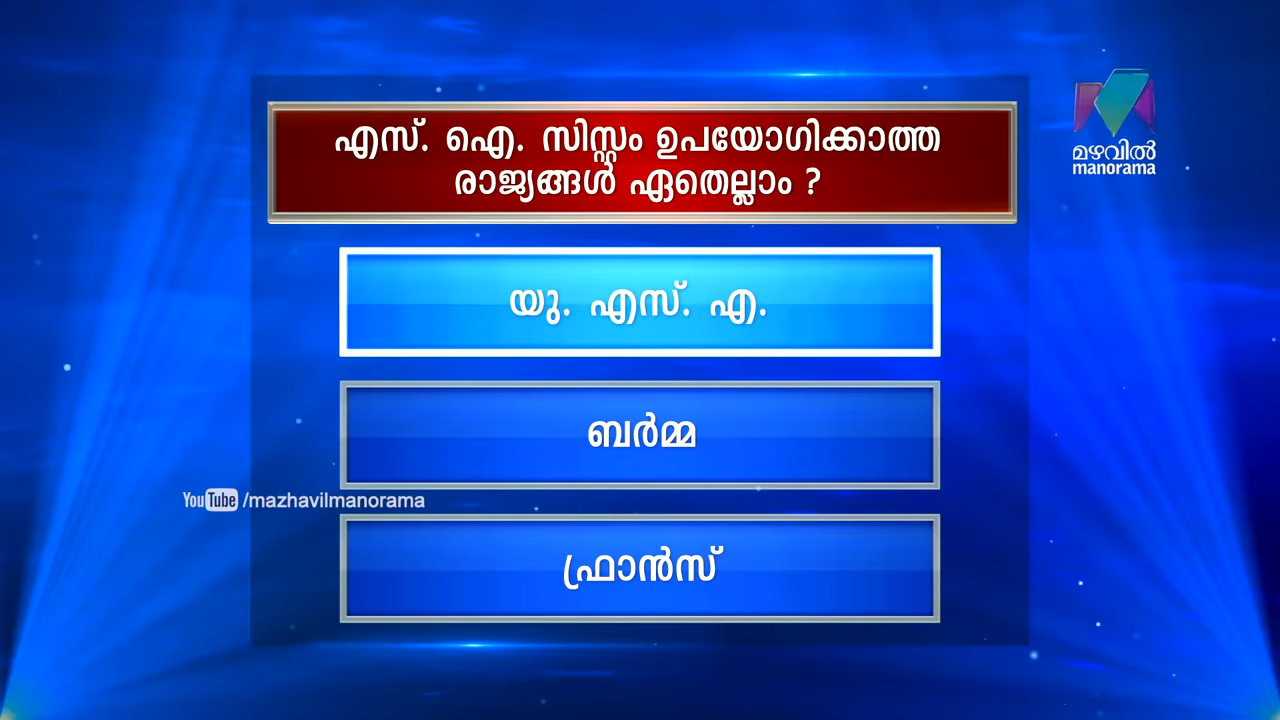 എസ്. ഐ. സിസ്റ്റം ഉപയോഗിക്കാത്ത
രാജ്യങ്ങൾ ഏതെല്ലാം ?
മഴവിൽ
manorama
യു. എസ്. എ.
ബർമ്മ
YouTube /mazhavilmanorama
ഫ്രാൻസ്